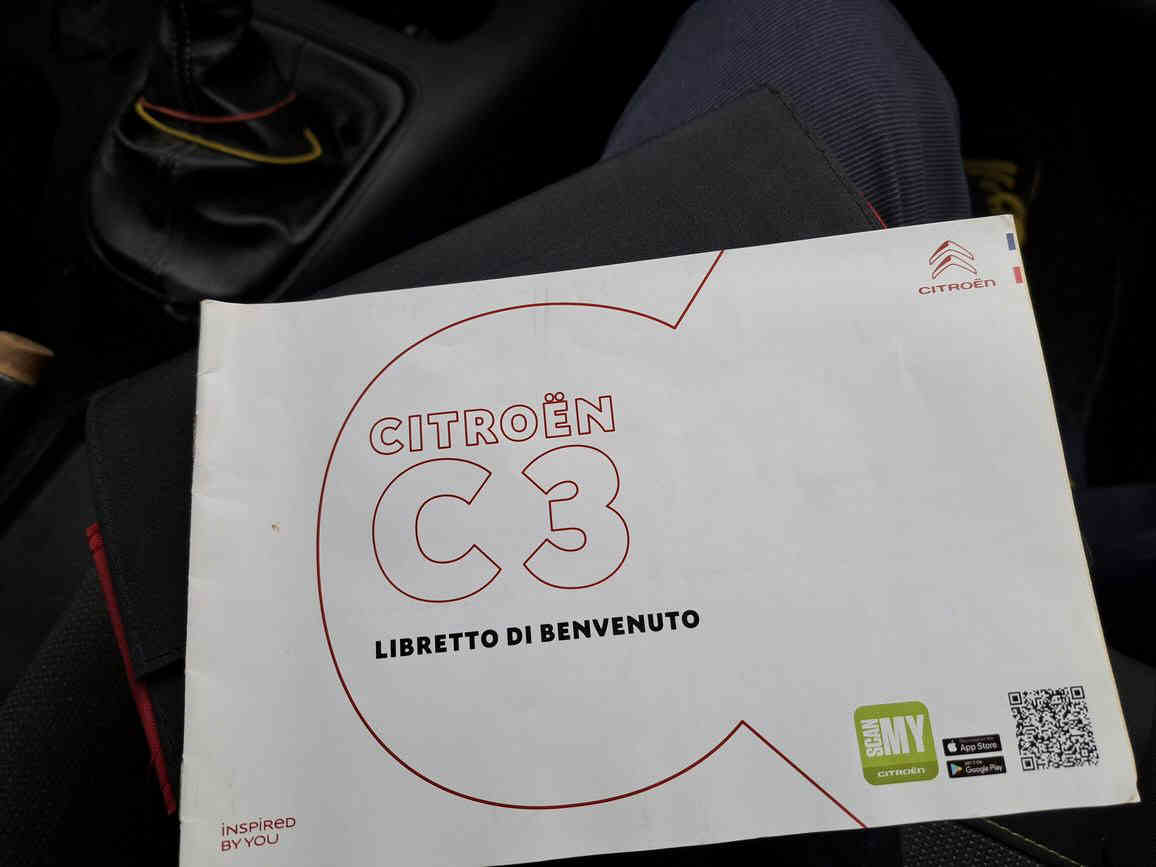 CITROËN
CITROËN
C3
LIBRETTO DI BENVENUTO
SCAN
MY
CITROËN
App Store
Google Play
INSPIRED
BY YOU